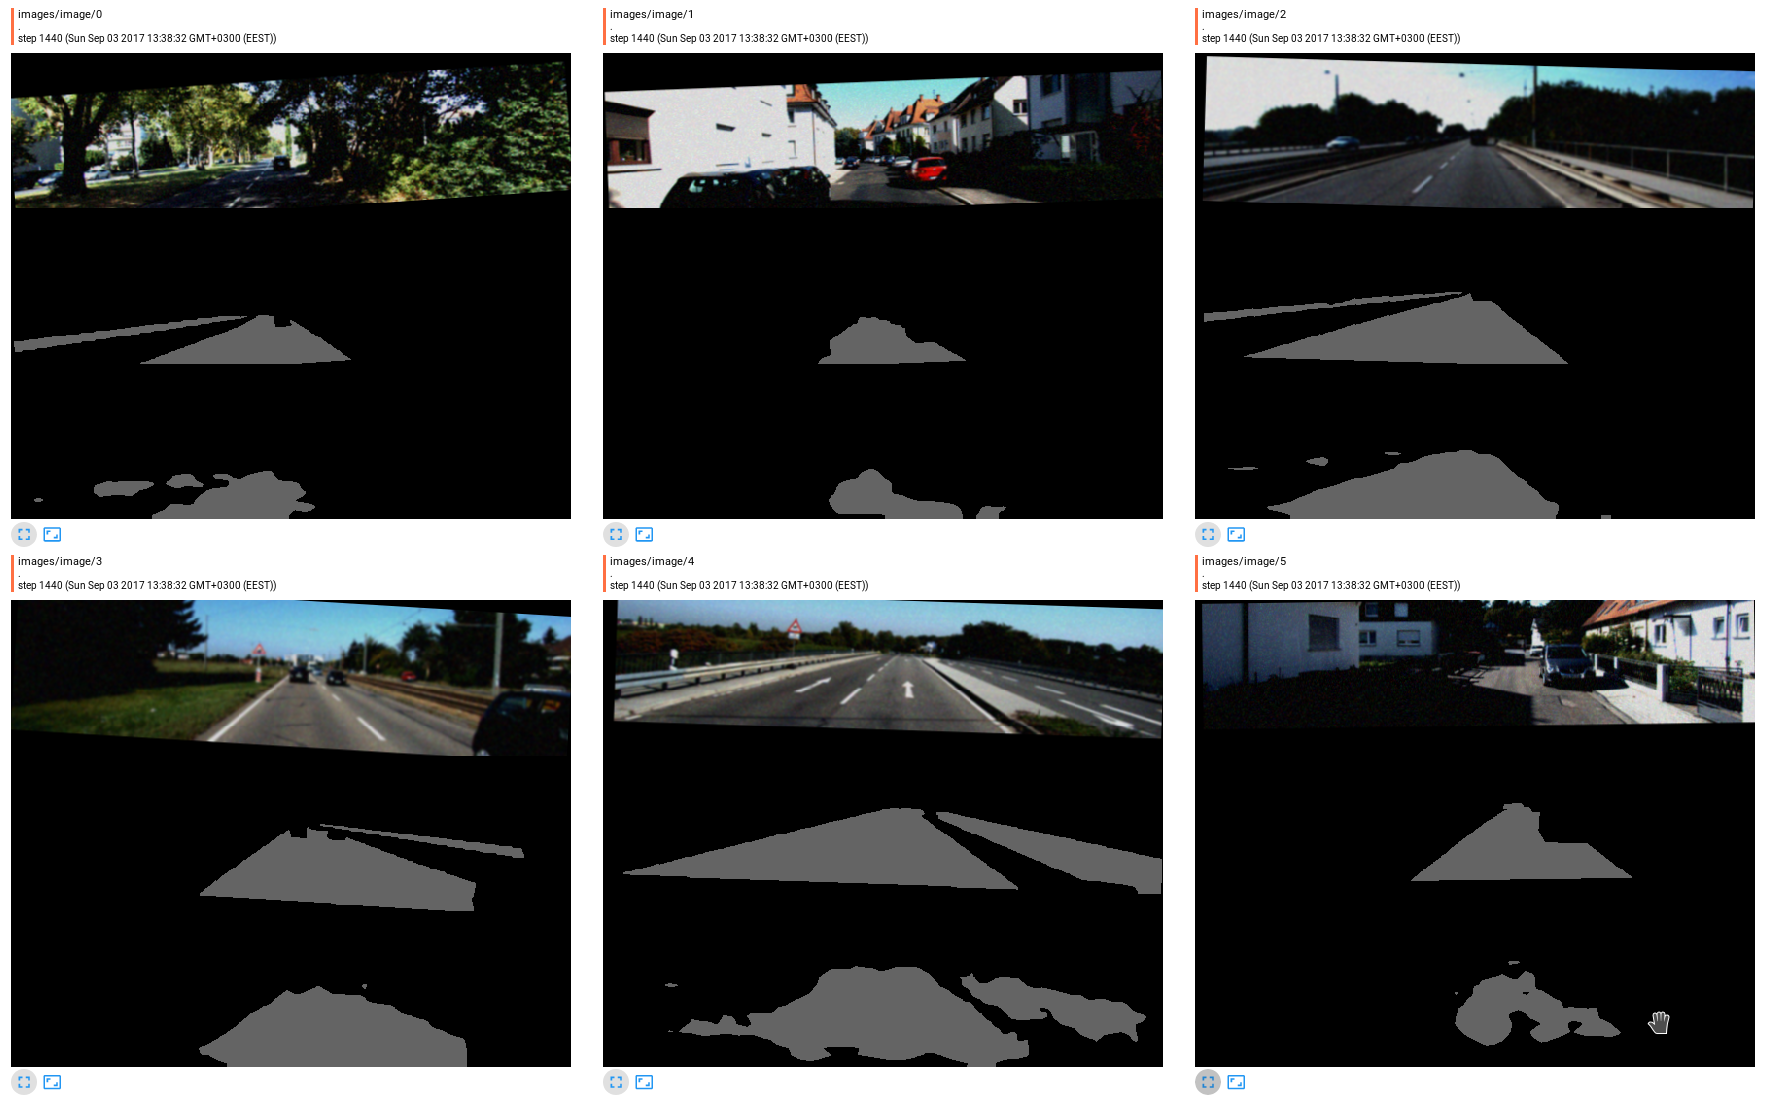 images/image/0
.
step 1440 (Sun Sep 03 2017 13:38:32 GMT+0300 (EEST))
images/image/1
.
step 1440 (Sun Sep 03 2017 13:38:32 GMT+0300 (EEST))
images/image/2
.
step 1440 (Sun Sep 03 2017 13:38:32 GMT+0300 (EEST))
images/image/3
.
step 1440 (Sun Sep 03 2017 13:38:32 GMT+0300 (EEST))
images/image/4
.
step 1440 (Sun Sep 03 2017 13:38:32 GMT+0300 (EEST))
images/image/5
.
step 1440 (Sun Sep 03 2017 13:38:32 GMT+0300 (EEST))